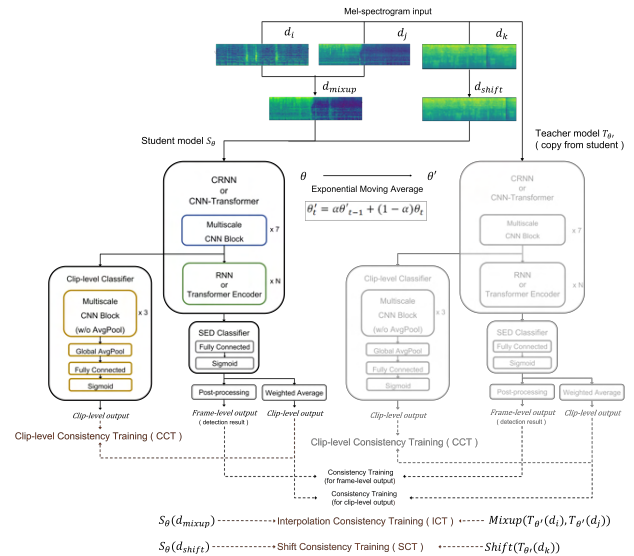 Mel-spectrogram input
d_i
d_j
d_k
d_mixup
d_shift
Student model S_θ
Teacher model T_θ′
( copy from student )
CRNN
or
CNN-Transformer
θ
θ′
Exponential Moving Average
θ′_t = αθ′_{t−1} + (1 − α)θ_t
Multiscale
CNN Block
x 7
RNN
or
Transformer Encoder
x N
Clip-level Classifier
Multiscale
CNN Block
(w/o AvgPool)
x 3
Global AvgPool
Fully Connected
Sigmoid
SED Classifier
Fully Connected
Sigmoid
Post-processing
Weighted Average
Clip-level output
Frame-level output
(detection result)
Clip-level output
Clip-level Consistency Training ( CCT )
CRNN
or
CNN-Transformer
Multiscale
CNN Block
x 7
RNN
or
Transformer Encoder
x N
Clip-level Classifier
Multiscale
CNN Block
(w/o AvgPool)
x 3
Global AvgPool
Fully Connected
Sigmoid
SED Classifier
Fully Connected
Sigmoid
Post-processing
Weighted Average
Clip-level output
Frame-level output
(detection result)
Clip-level output
Clip-level Consistency Training ( CCT )
Consistency Training
(for frame-level output)
Consistency Training
(for clip-level output)
S_θ(d_mixup)
Interpolation Consistency Training ( ICT )
Mixup(T_θ′(d_i), T_θ′(d_j))
S_θ(d_shift)
Shift Consistency Training ( SCT )
Shift(T_θ′(d_k))